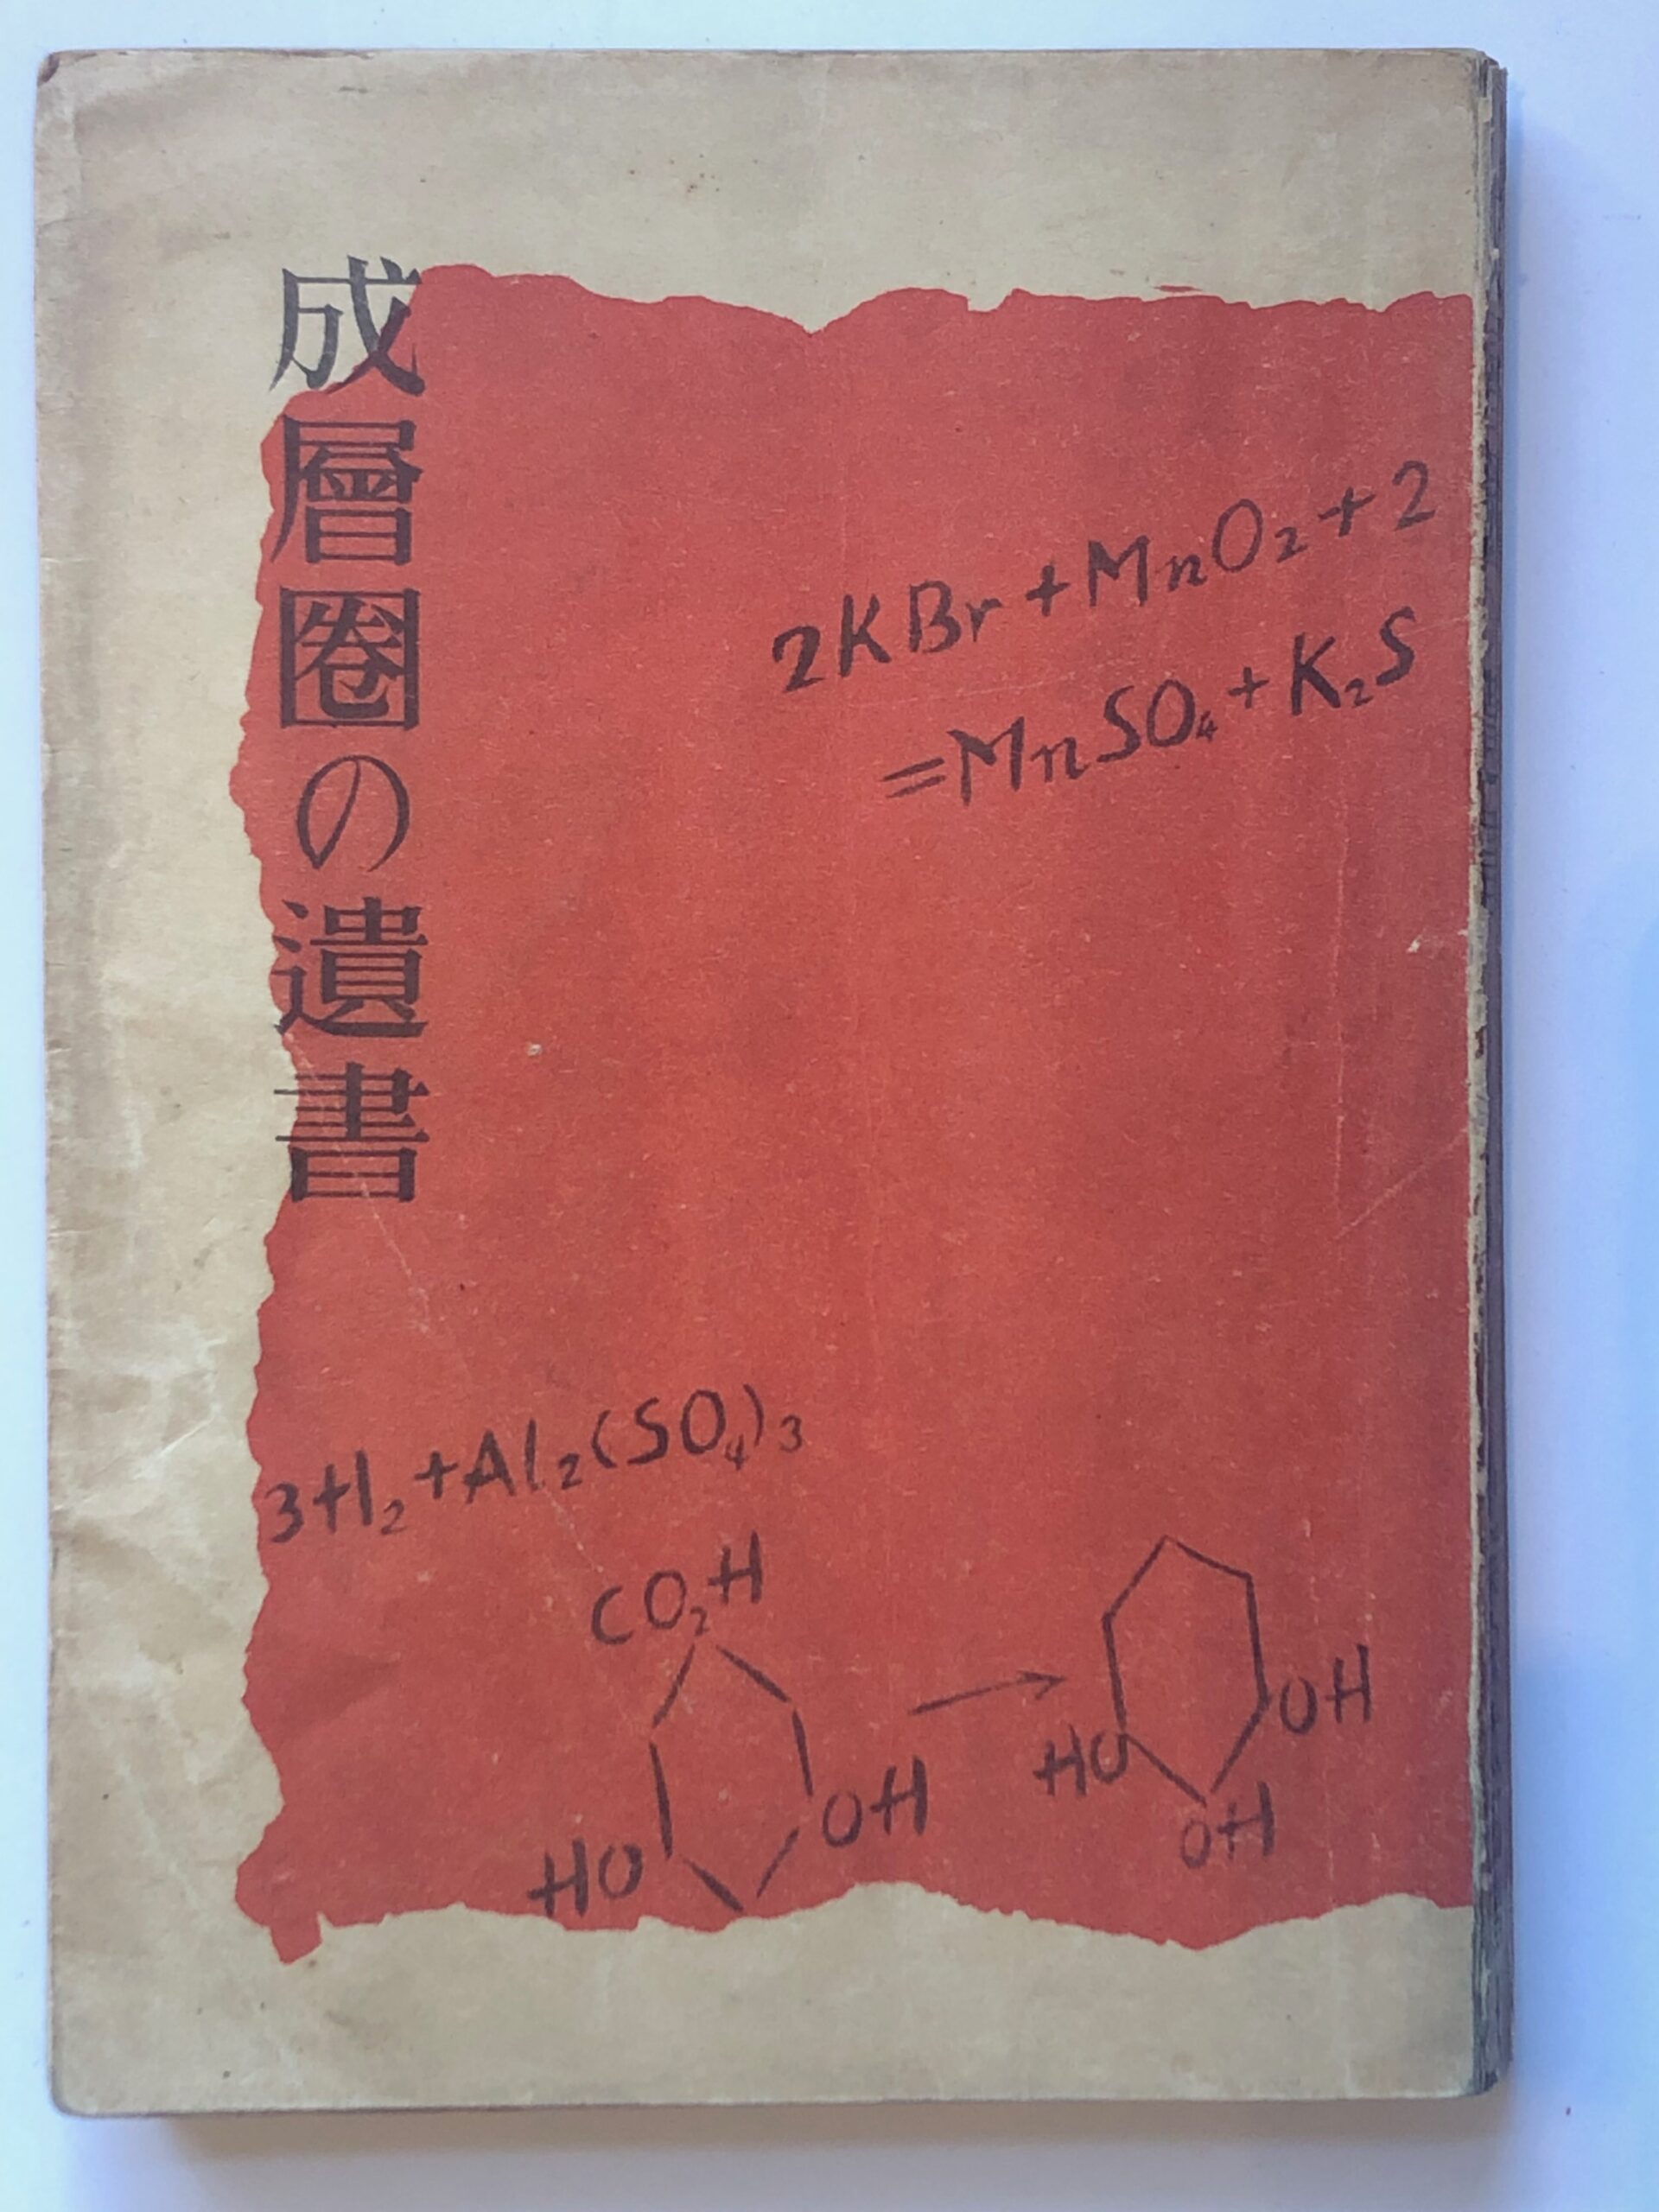 成層圏の遺書
2KBr+MnO₂+2
=MnSO₄+K₂S
3H₂+Al₂(SO₄)₃
CO₂H
HO
OH
→
HO
OH
OH